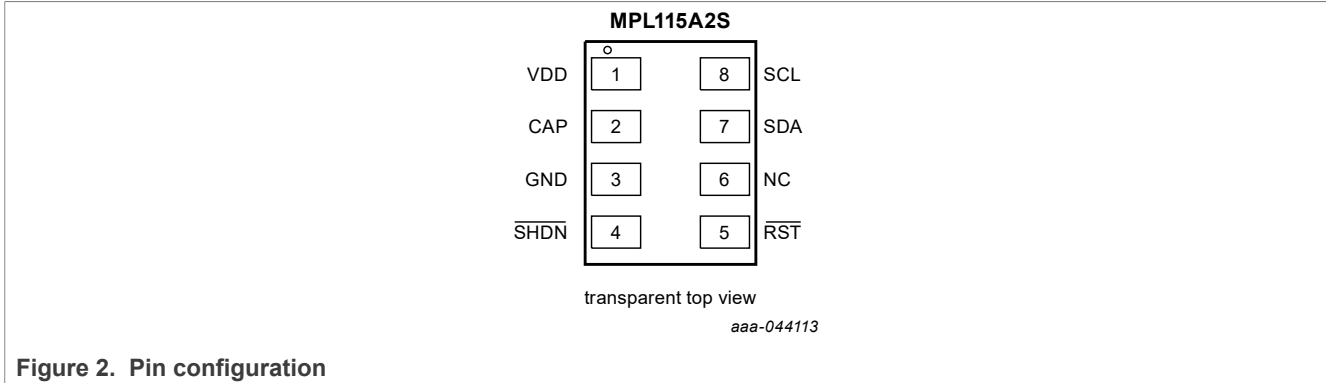 MPL115A2S
VDD 1 8 SCL
CAP 2 7 SDA
GND 3 6 NC
SHDN 4 5 RST
transparent top view
aaa-044113
Figure 2. Pin configuration